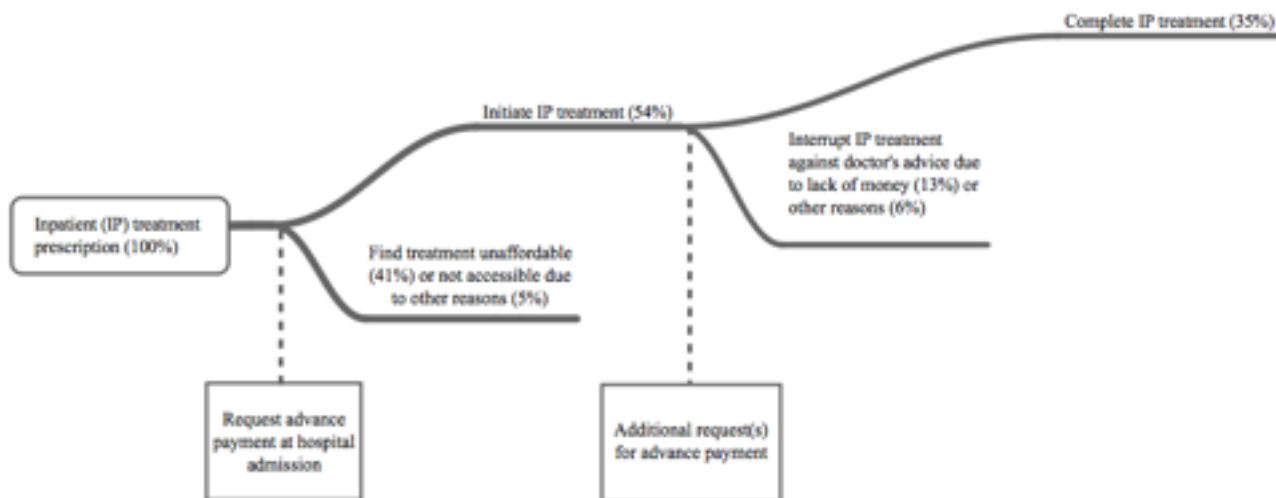 Complete IP treatment (35%)
Initiate IP treatment (54%)
Interrupt IP treatment
against doctor's advice due
to lack of money (13%) or
other reasons (6%)
Inpatient (IP) treatment
prescription (100%)
Find treatment unaffordable
(41%) or not accessible due
to other reasons (5%)
Request advance
payment at hospital
admission
Additional request(s)
for advance payment